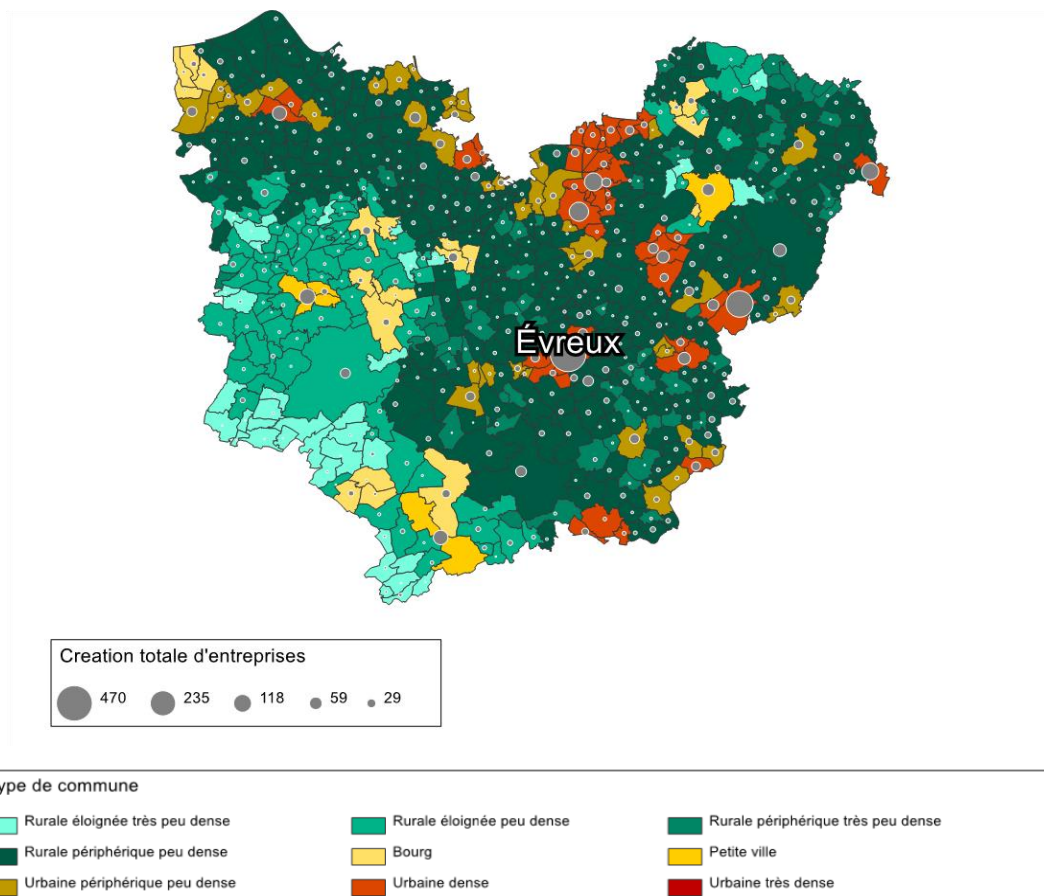 Évreux
Creation totale d'entreprises
470 235 118 59 29
ype de commune
Rurale éloignée très peu dense Rurale éloignée peu dense Rurale périphérique très peu dense
Rurale périphérique peu dense Bourg Petite ville
Urbaine périphérique peu dense Urbaine dense Urbaine très dense